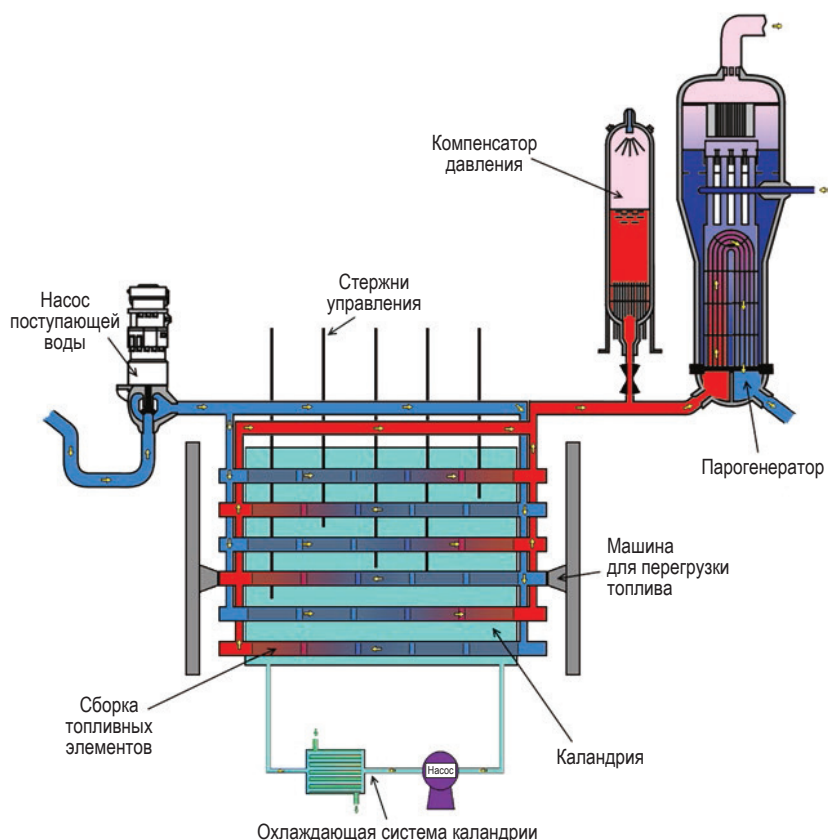 Компенсатор
давления
Стержни
управления
Насос
поступающей
воды
Парогенератор
Машина
для перегрузки
топлива
Сборка
топливных
элементов
Каландрия
Насос
Охлаждающая система каландрии